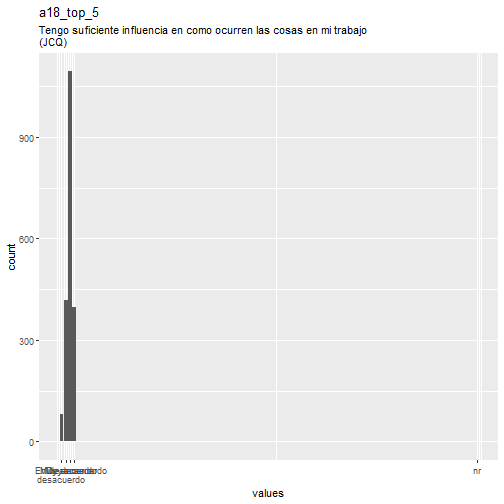 a18_top_5
Tengo suficiente influencia en como ocurren las cosas en mi trabajo
(JCQ)
900
600
300
0
count
desacuerdo
nr
values